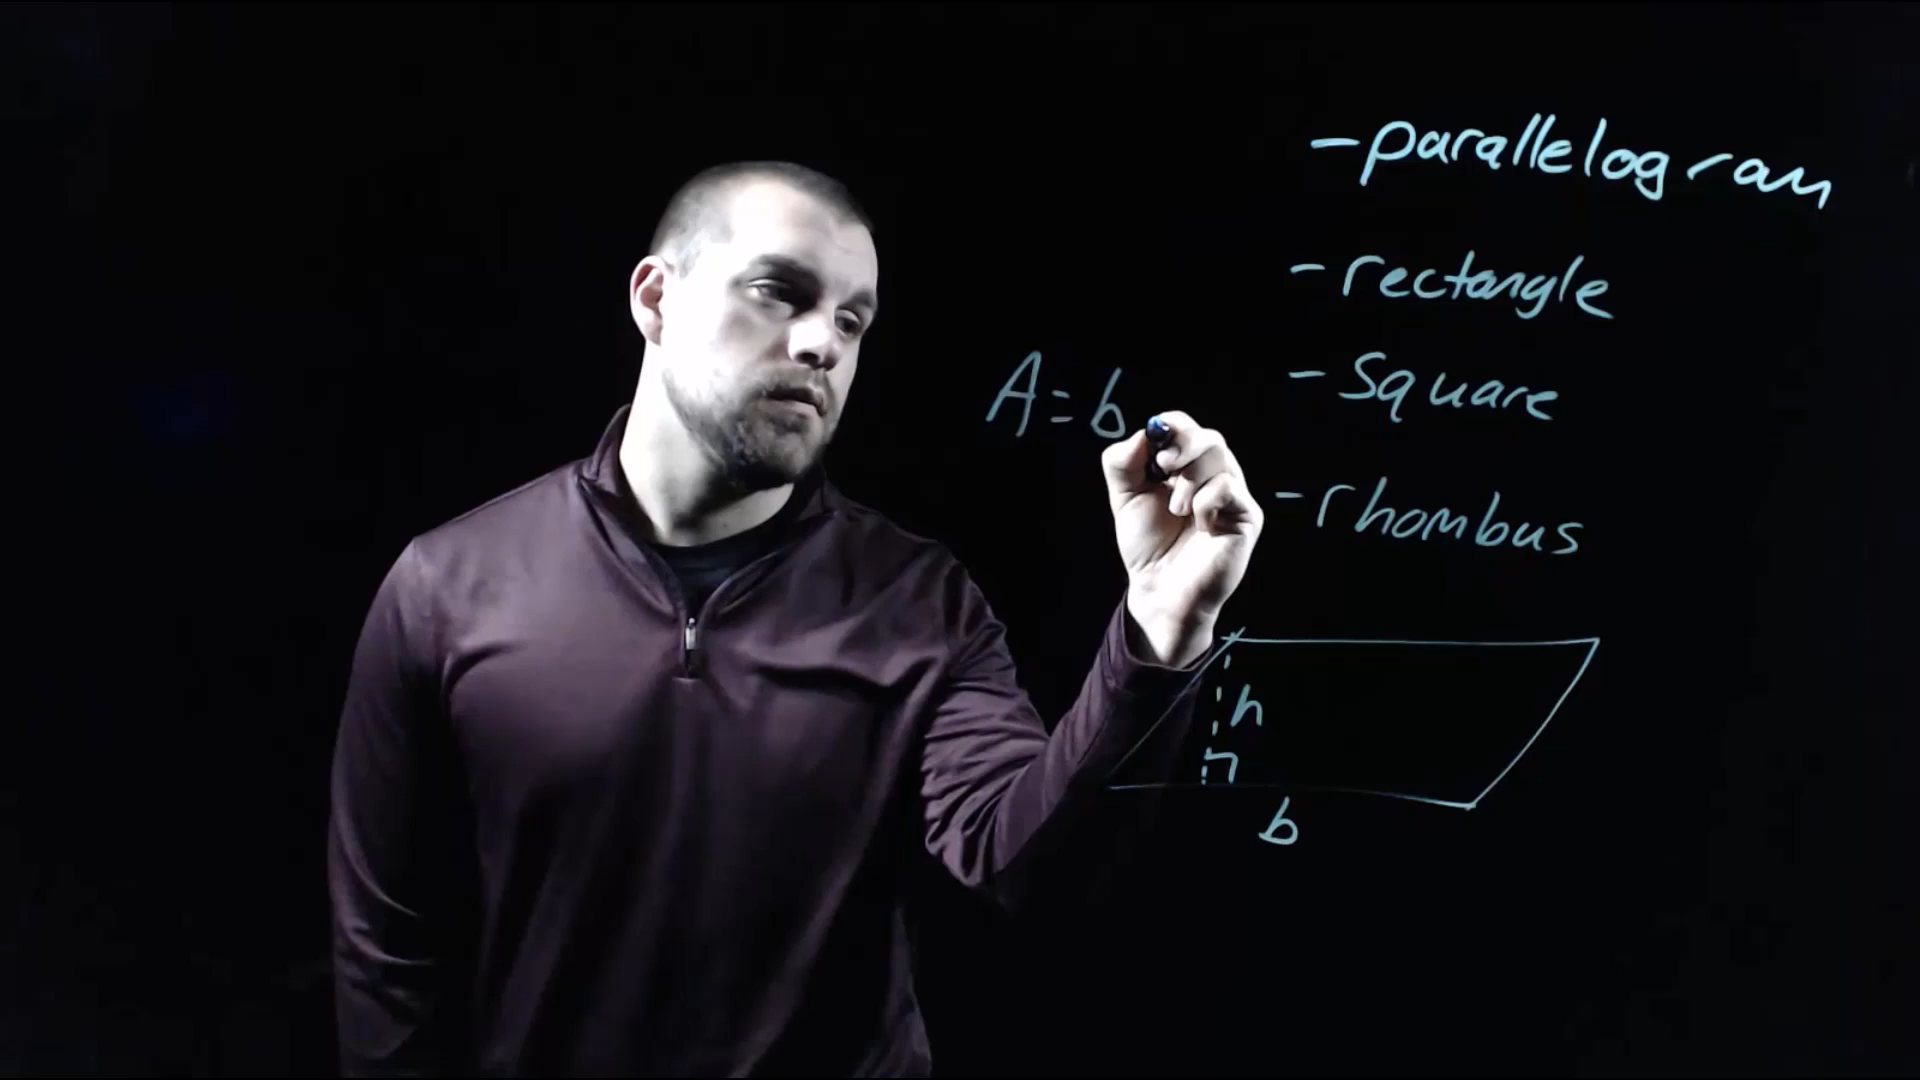 - parallelogram
- rectangle
A = b
- Square
- rhombus
h
b